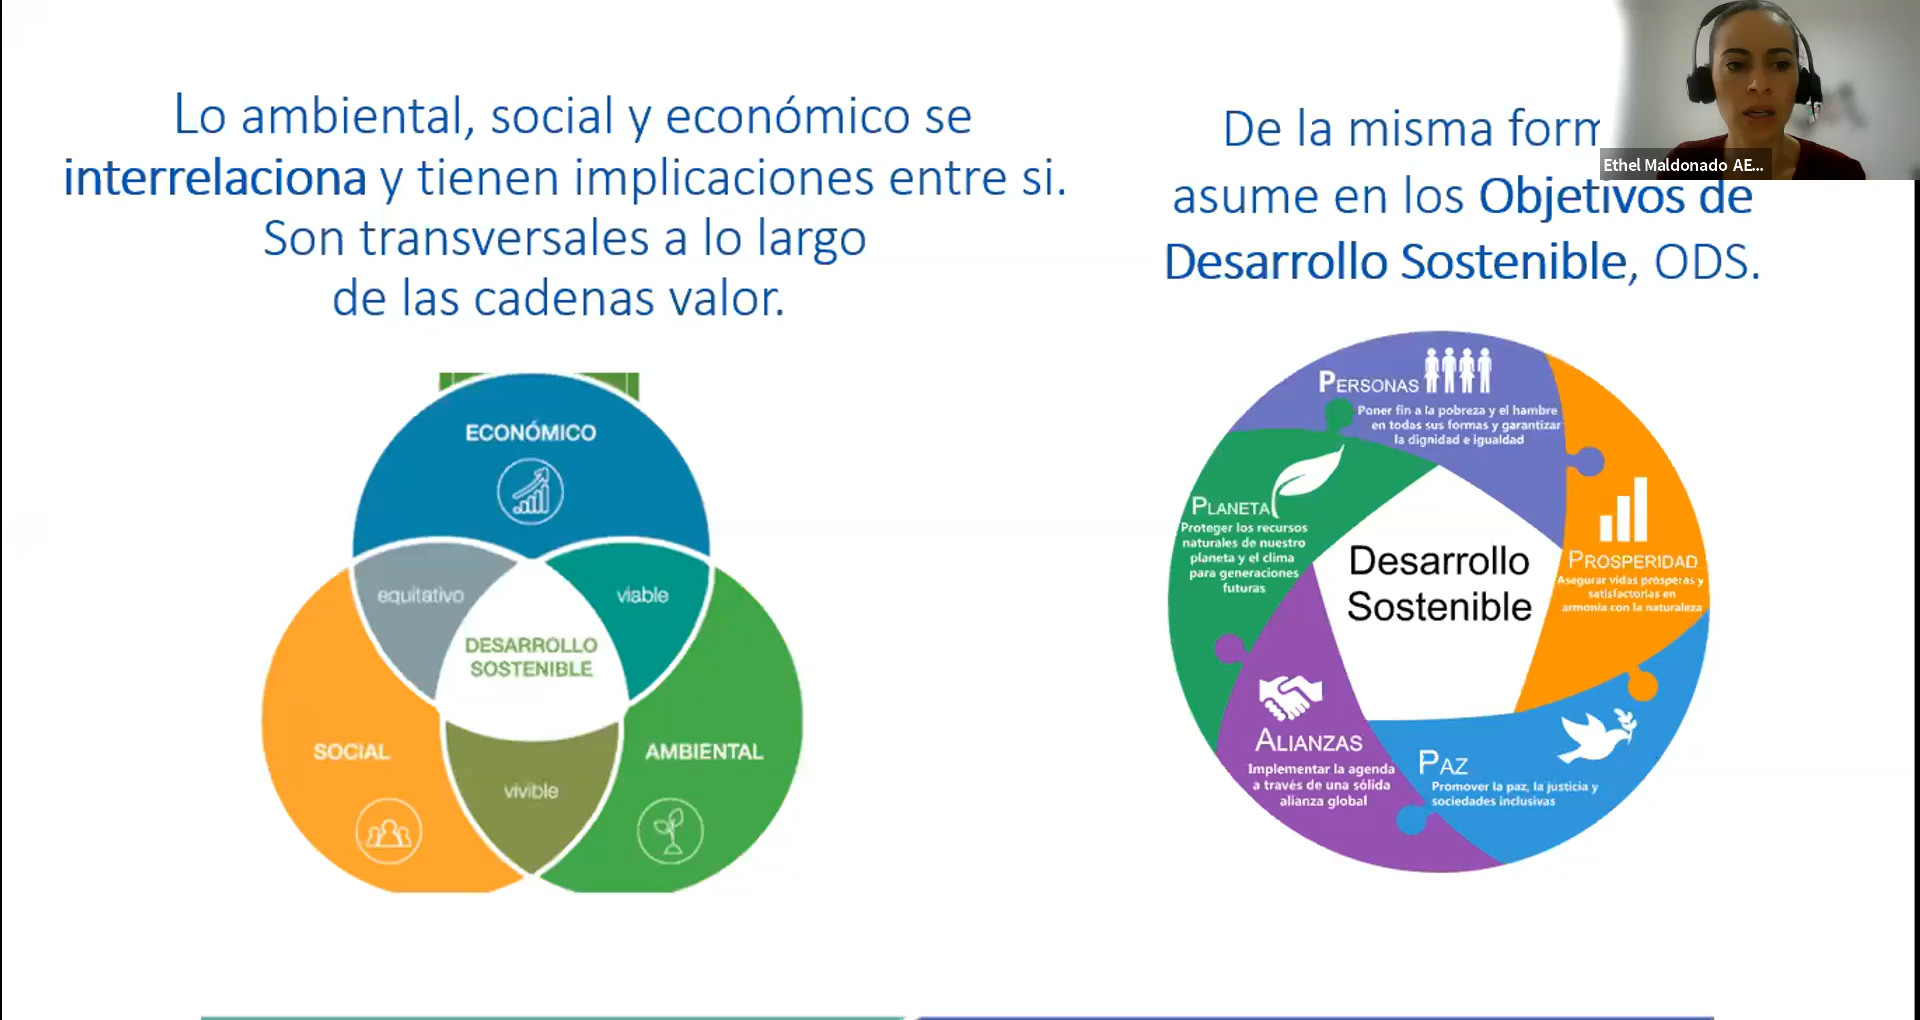 Lo ambiental, social y económico se
interrelaciona y tienen implicaciones entre si.
Son transversales a lo largo
de las cadenas valor.
ECONÓMICO
equitativo
viable
DESARROLLO
SOSTENIBLE
SOCIAL
AMBIENTAL
vivible
De la misma form
asume en los Objetivos de
Desarrollo Sostenible, ODS.
Ethel Maldonado AE...
PERSONAS
Poner fin a la pobreza y el hambre
en todas sus formas y garantizar
la dignidad e igualdad
PLANETA
Proteger los recursos
naturales de nuestro
planeta y el clima
para generaciones
futuras
PROSPERIDAD
Asegurar vidas prósperas y
satisfactorias en
armonía con la naturaleza
Desarrollo
Sostenible
ALIANZAS
Implementar la agenda
a través de una sólida
alianza global
PAZ
Promover la paz, la justicia y
sociedades inclusivas